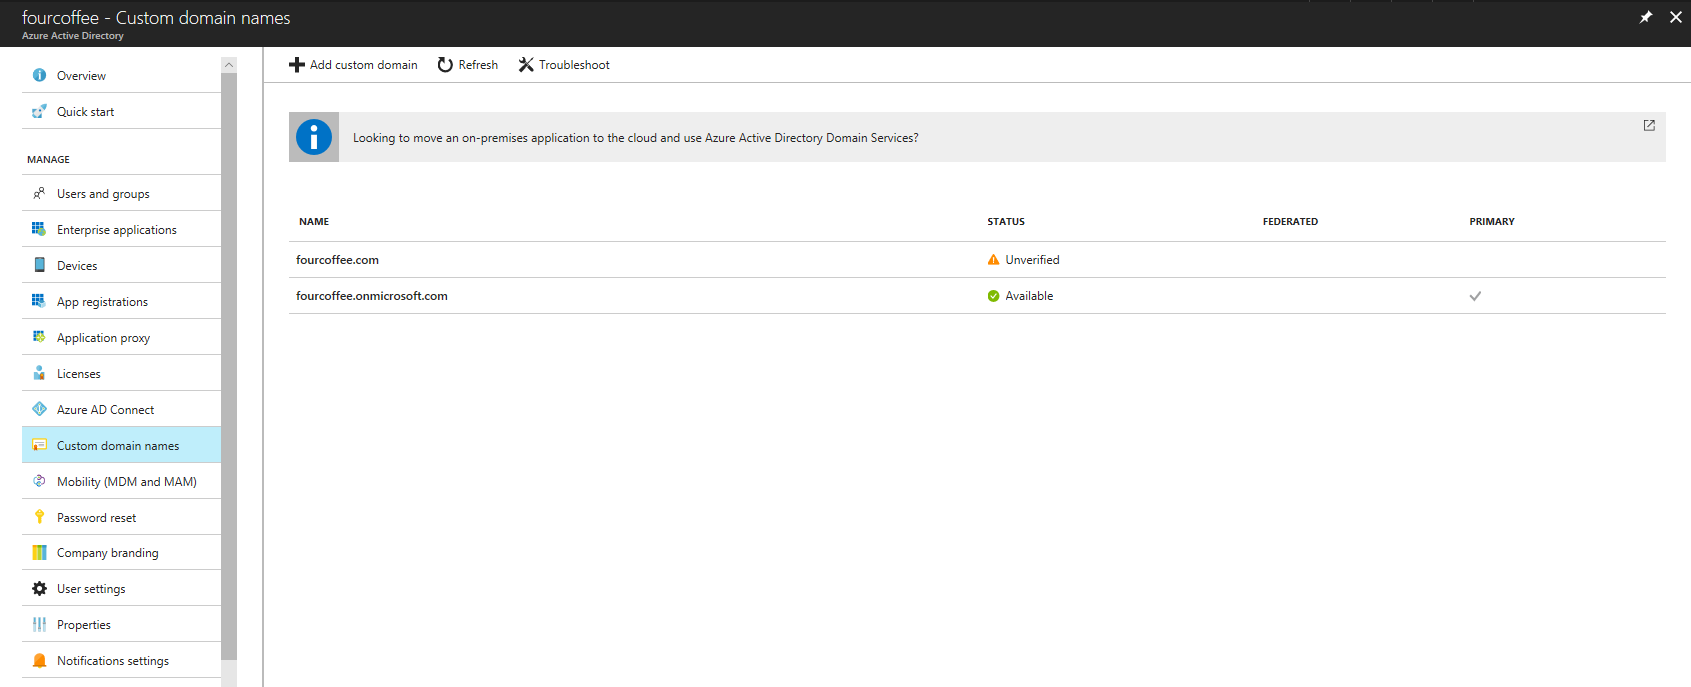 fourcoffee - Custom domain names
Azure Active Directory
Overview
Quick start
MANAGE
Users and groups
Enterprise applications
Devices
App registrations
Application proxy
Licenses
Azure AD Connect
Custom domain names
Mobility (MDM and MAM)
Password reset
Company branding
User settings
Properties
Notifications settings
Add custom domain Refresh Troubleshoot
Looking to move an on-premises application to the cloud and use Azure Active Directory Domain Services?
NAME STATUS FEDERATED PRIMARY
fourcoffee.com Unverified
fourcoffee.onmicrosoft.com Available